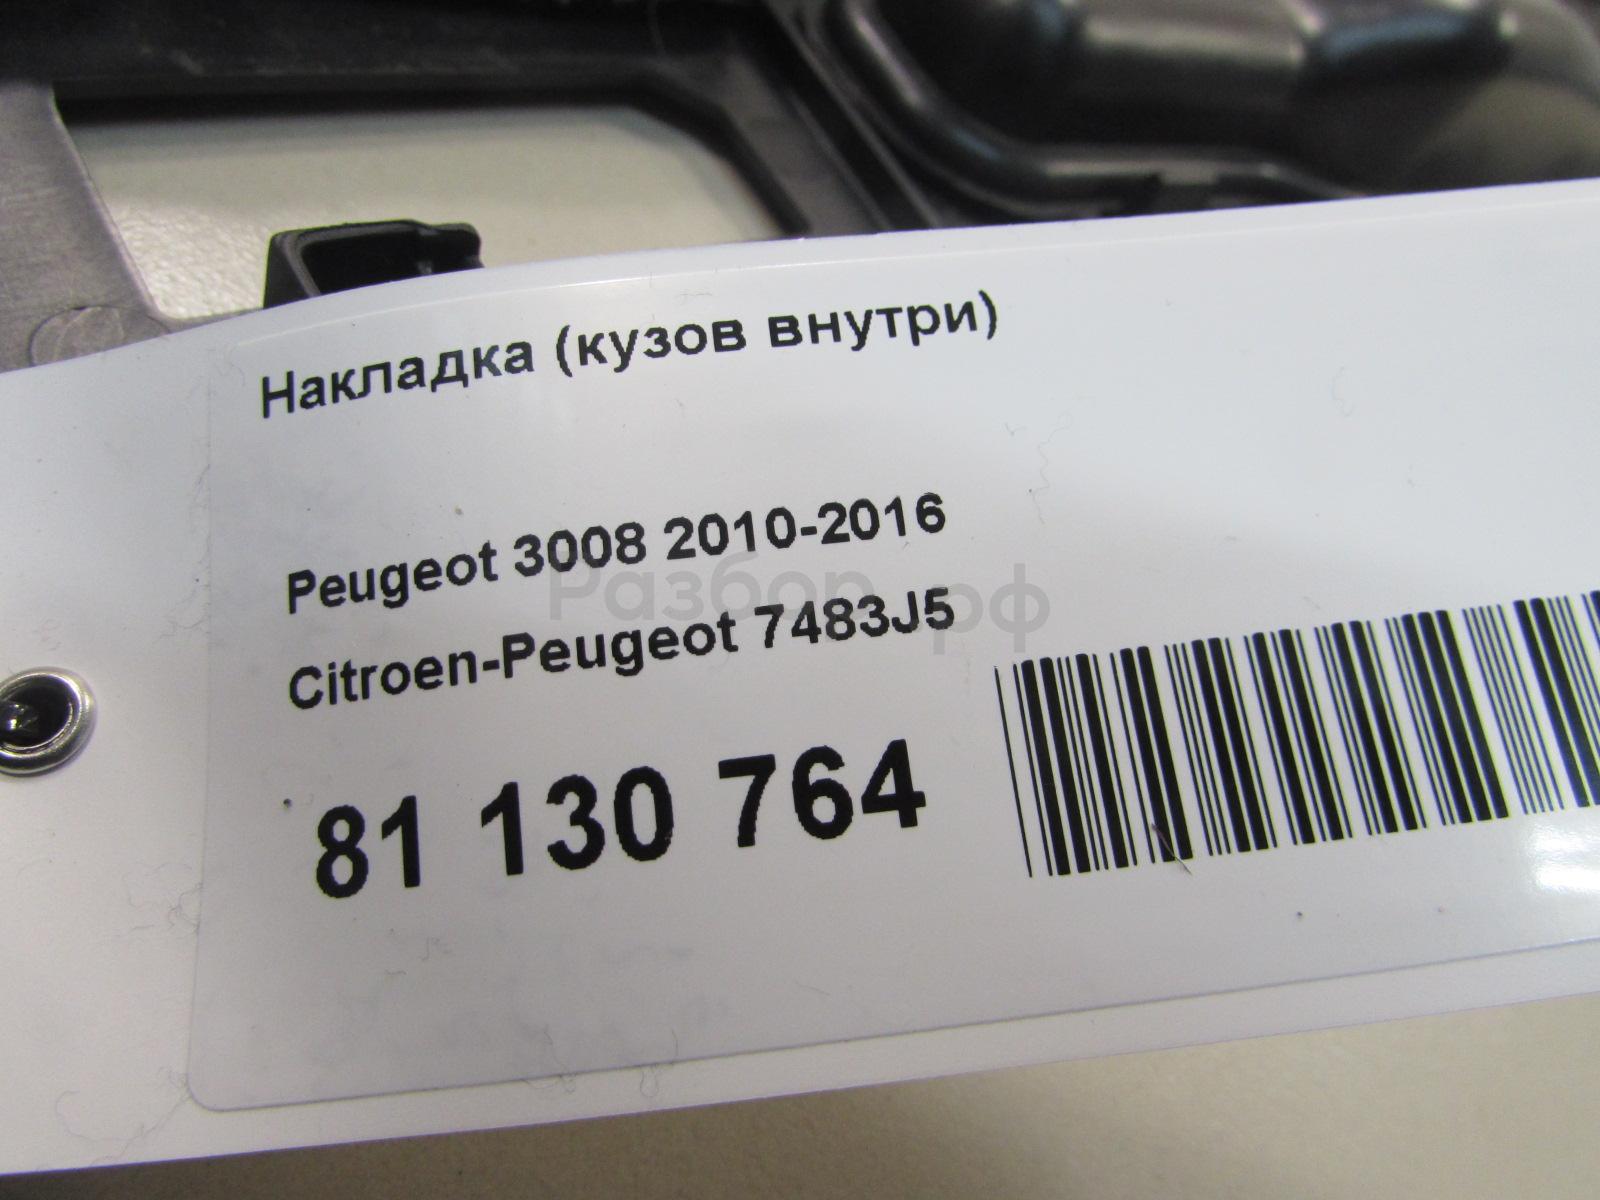 Накладка (кузов внутри)
Peugeot 3008 2010-2016
Разбор.рф
Citroen-Peugeot 7483J5
81 130 764